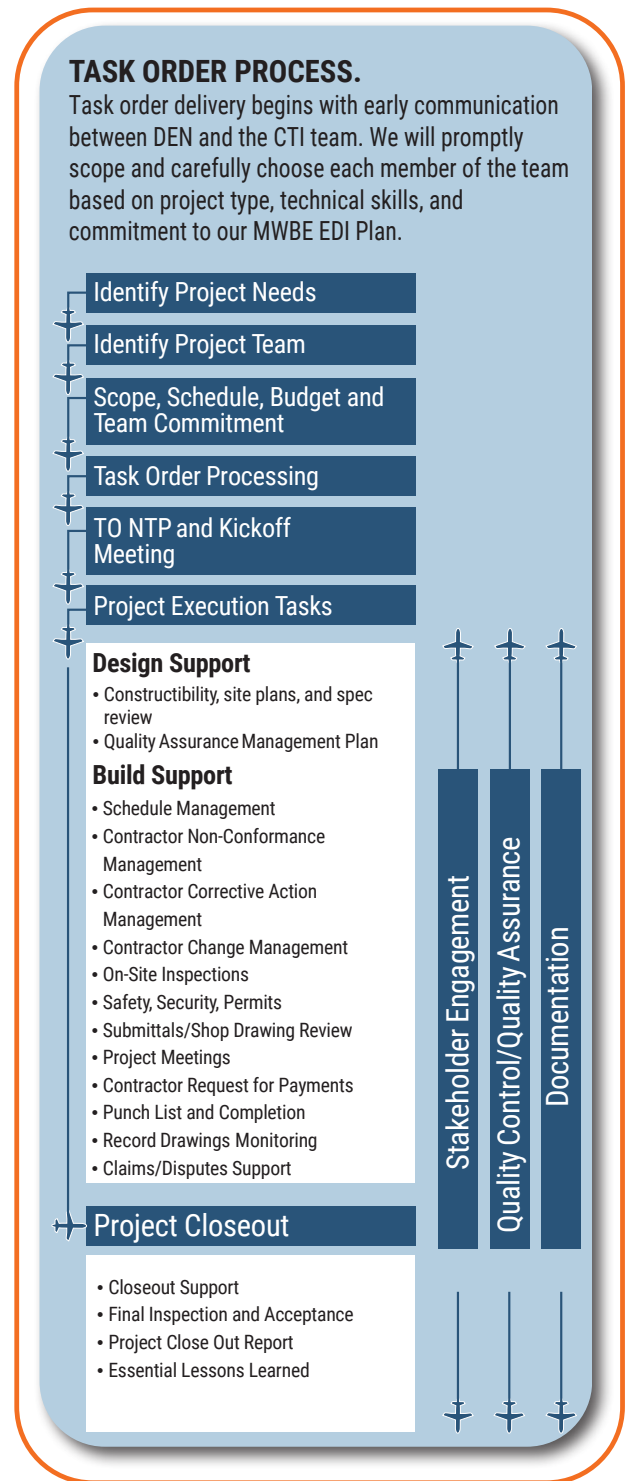 TASK ORDER PROCESS.
Task order delivery begins with early communication
between DEN and the CTI team. We will promptly
scope and carefully choose each member of the team
based on project type, technical skills, and
commitment to our MWBE EDI Plan.
Identify Project Needs
Identify Project Team
Scope, Schedule, Budget and
Team Commitment
Task Order Processing
TO NTP and Kickoff
Meeting
Project Execution Tasks
Design Support
• Constructibility, site plans, and spec
review
• Quality Assurance Management Plan
Build Support
• Schedule Management
• Contractor Non-Conformance
Management
• Contractor Corrective Action
Management
• Contractor Change Management
• On-Site Inspections
• Safety, Security, Permits
• Submittals/Shop Drawing Review
• Project Meetings
• Contractor Request for Payments
• Punch List and Completion
• Record Drawings Monitoring
• Claims/Disputes Support
Stakeholder Engagement
Quality Control/Quality Assurance
Documentation
Project Closeout
• Closeout Support
• Final Inspection and Acceptance
• Project Close Out Report
• Essential Lessons Learned